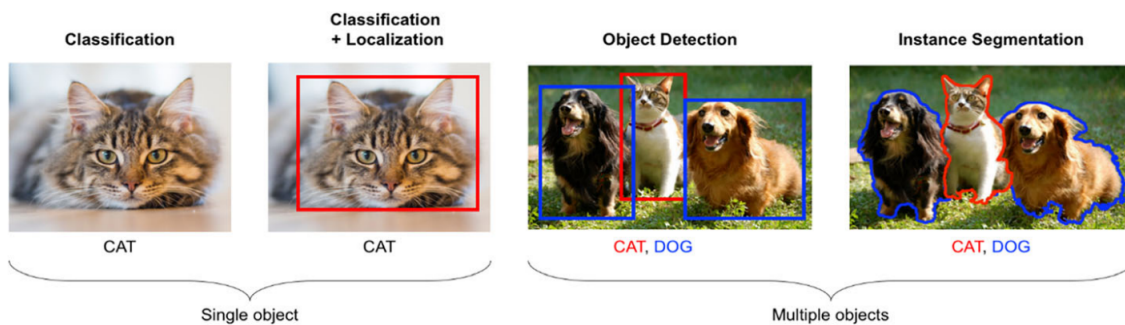 Classification
Classification
+ Localization
Object Detection
Instance Segmentation
CAT
CAT
CAT, DOG
CAT, DOG
Single object
Multiple objects